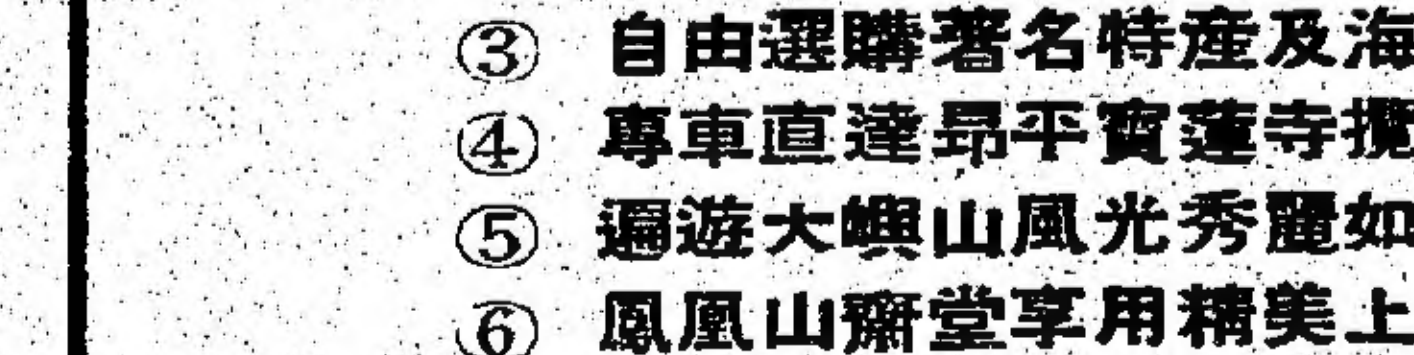 ③ 自由選購著名特產及海
④ 專車直達昂平寶蓮寺攬
⑤ 遍遊大嶼山風光秀麗如
⑥ 鳳凰山齋堂享用精美上